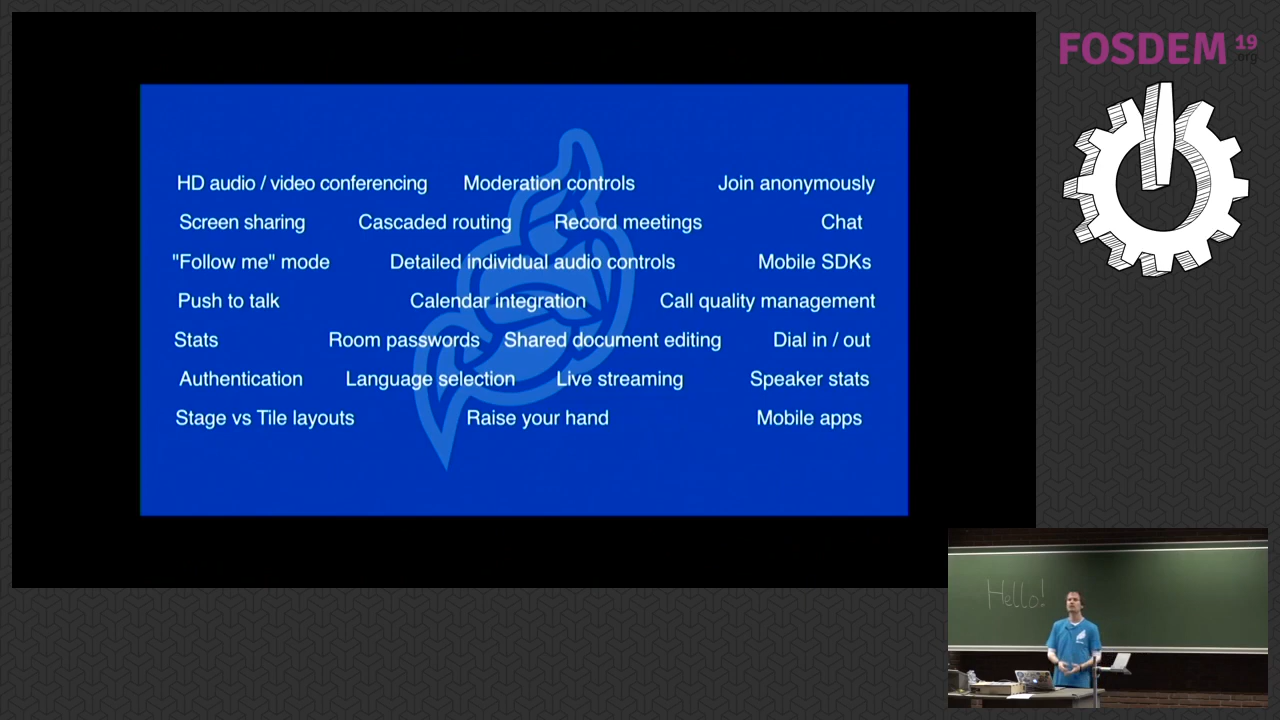 FOSDEM 19
.org
HD audio / video conferencing Moderation controls Join anonymously
Screen sharing Cascaded routing Record meetings Chat
"Follow me" mode Detailed individual audio controls Mobile SDKs
Push to talk Calendar integration Call quality management
Stats Room passwords Shared document editing Dial in / out
Authentication Language selection Live streaming Speaker stats
Stage vs Tile layouts Raise your hand Mobile apps
Hello!